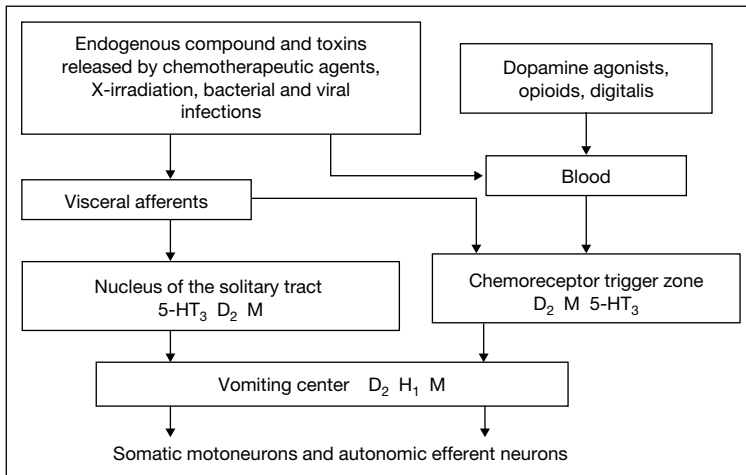 Endogenous compound and toxins
released by chemotherapeutic agents,
X-irradiation, bacterial and viral
infections
Dopamine agonists,
opioids, digitalis
Blood
Visceral afferents
Nucleus of the solitary tract
5-HT₃ D₂ M
Chemoreceptor trigger zone
D₂ M 5-HT₃
Vomiting center D₂ H₁ M
Somatic motoneurons and autonomic efferent neurons